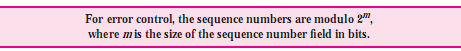 For error control, the sequence numbers are modulo 2ᵐ,
where m is the size of the sequence number field in bits.